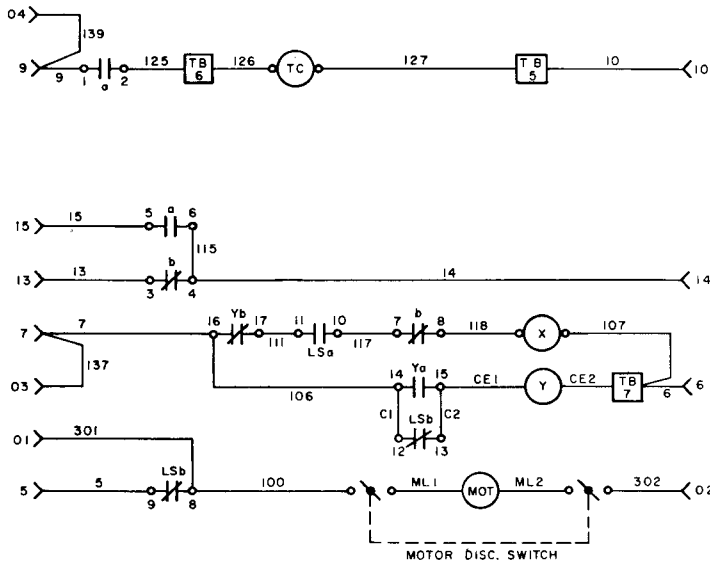 04
139
9 9 1 a 2 125 TB 6 126 TC 127 TB 5 10 10
15 15 5 a 6
115
13 13 3 b 4 14 14
7 7 16 Yb 17 111 11 LSa 10 117 7 b 8 118 X 107
137
03
106 14 Ya 15 CE1 Y CE2 TB 7 6 6
C1 C2
LSb
12 13
01 301
5 5 9 LSb 8 100 ML1 MOT ML2 302 02
MOTOR DISC. SWITCH